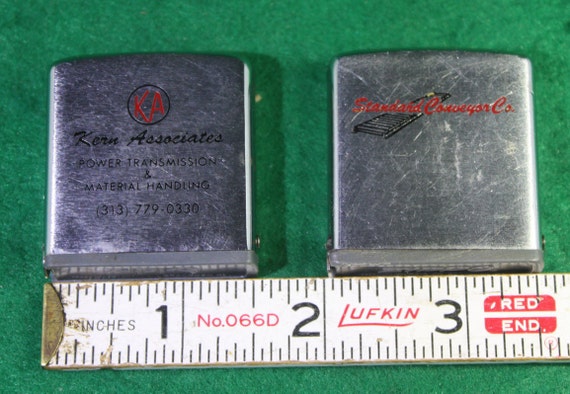 KA
Kern Associates
POWER TRANSMISSION
&
MATERIAL HANDLING
(313) 779-0330
Standard Conveyor Co.
INCHES 1 No. 066D 2 LUFKIN 3 RED END